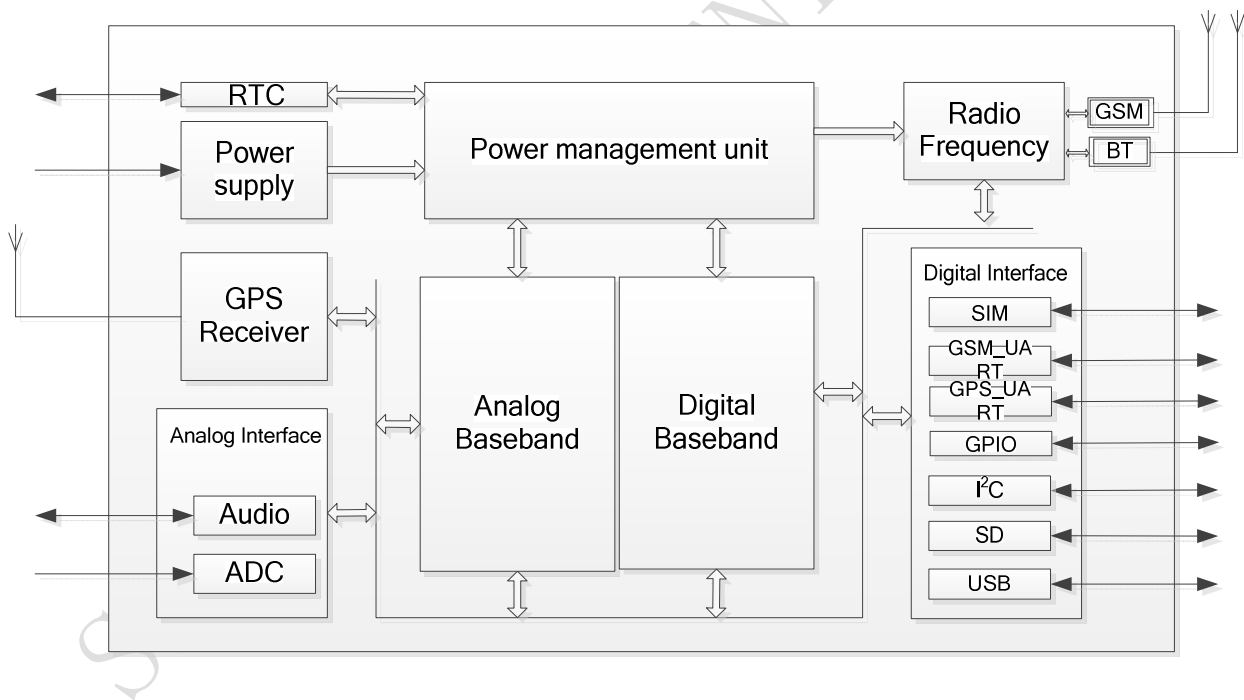 RTC
Power
supply
Power management unit
Radio
Frequency
GSM
BT
GPS
Receiver
Analog Interface
Audio
ADC
Analog
Baseband
Digital
Baseband
Digital Interface
SIM
GSM_UA
RT
GPS_UA
RT
GPIO
I²C
SD
USB